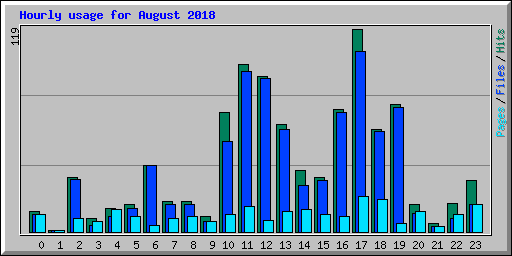 Hourly usage for August 2018
119
Pages/Files/Hits
0 1 2 3 4 5 6 7 8 9 10 11 12 13 14 15 16 17 18 19 20 21 22 23